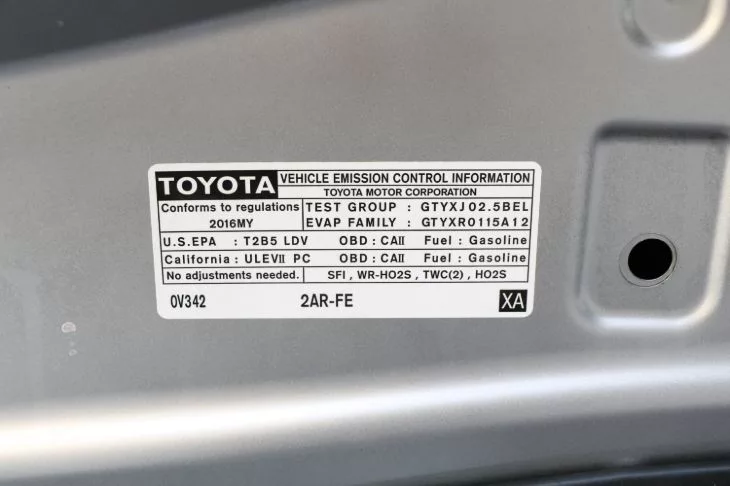 TOYOTA VEHICLE EMISSION CONTROL INFORMATION
TOYOTA MOTOR CORPORATION
Conforms to regulations TEST GROUP : GTYXJ02.5BEL
2016MY EVAP FAMILY : GTYXR0115A12
U.S.EPA : T2B5 LDV OBD : CAII Fuel : Gasoline
California : ULEVII PC OBD : CAII Fuel : Gasoline
No adjustments needed. SFI , WR-HO2S , TWC(2) , HO2S
0V342 2AR-FE XA